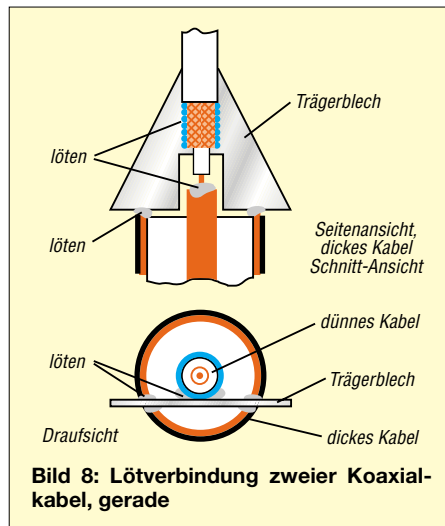 Trägerblech
löten
löten
Seitenansicht,
dickes Kabel
Schnitt-Ansicht
dünnes Kabel
löten
Trägerblech
Draufsicht
dickes Kabel
Bild 8: Lötverbindung zweier Koaxial-
kabel, gerade